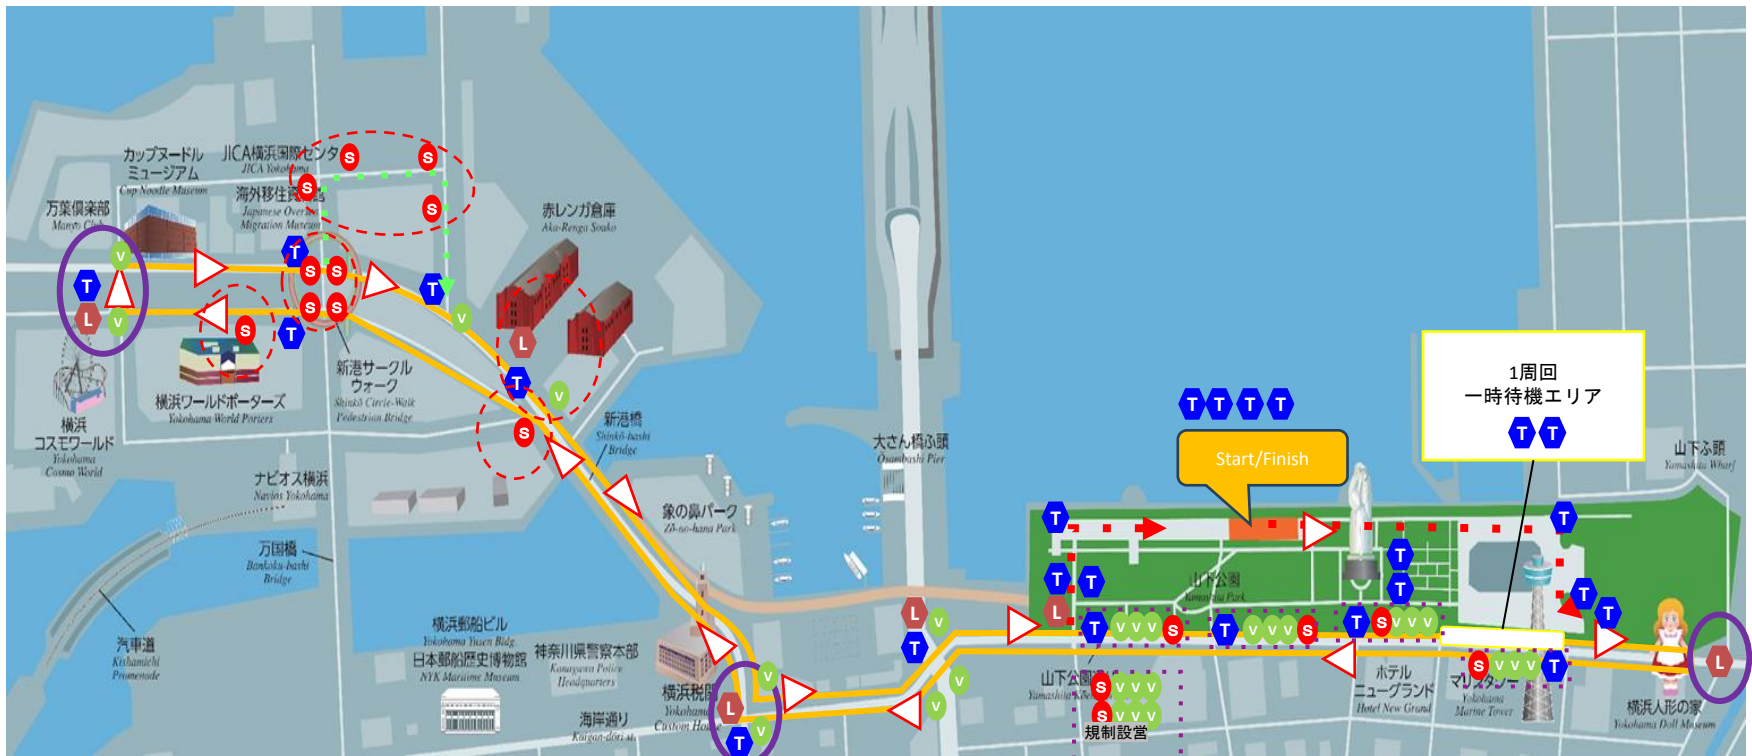 カップヌードル
ミュージアム
Cup Noodle Museum
JICA横浜国際センタ
JICA Yokohama
S
S
S
S
海外移住資
館
Japanese Over
Migration Museum
万葉倶楽部
Manyo Club
赤レンガ倉庫
Aka-Renga Soko
V
T
L
V
T
S
S
S
S
T
S
T
V
L
T
V
S
横浜ワールドポーターズ
Yokohama World Porters
新港サークル
ウォーク
Shinkō Circle-Walk
Pedestrian Bridge
横浜
コスモワールド
Yokohama
Cosmo World
新港橋
Shinkō-bashi
Bridge
ナビオス横浜
Navios Yokohama
万国橋
Bankoku-bashi
Bridge
汽車道
Kishamichi
Promenade
象の鼻パーク
Zō-no-hana Park
大さん橋ふ頭
Osambashi Pier
横浜郵船ビル
Yokohama Yusen Bldg.
日本郵船歴史博物館
NYK Maritime Museum
神奈川県警察本部
Kanagawa Police
Headquarters
海岸通り
Kaigan-dōri st.
横浜税関
Yokohama
Custom House
L
T
V
V
L
V
T
V
V
T T T T
Start/Finish
1周回
一時待機エリア
T T
山下ふ頭
Yamashita Wharf
T
T
T
L
T
T
T
T
T
山下公園
Yamashita Park
T V V V S
T V V V S
T S V V V
S V V V T
L
山下公園
S V V V
S V V V
規制設営
ホテル
ニューグランド
Hotel New Grand
マリンタワー
Yokohama
Marine Tower
横浜人形の家
Yokohama Doll Museum